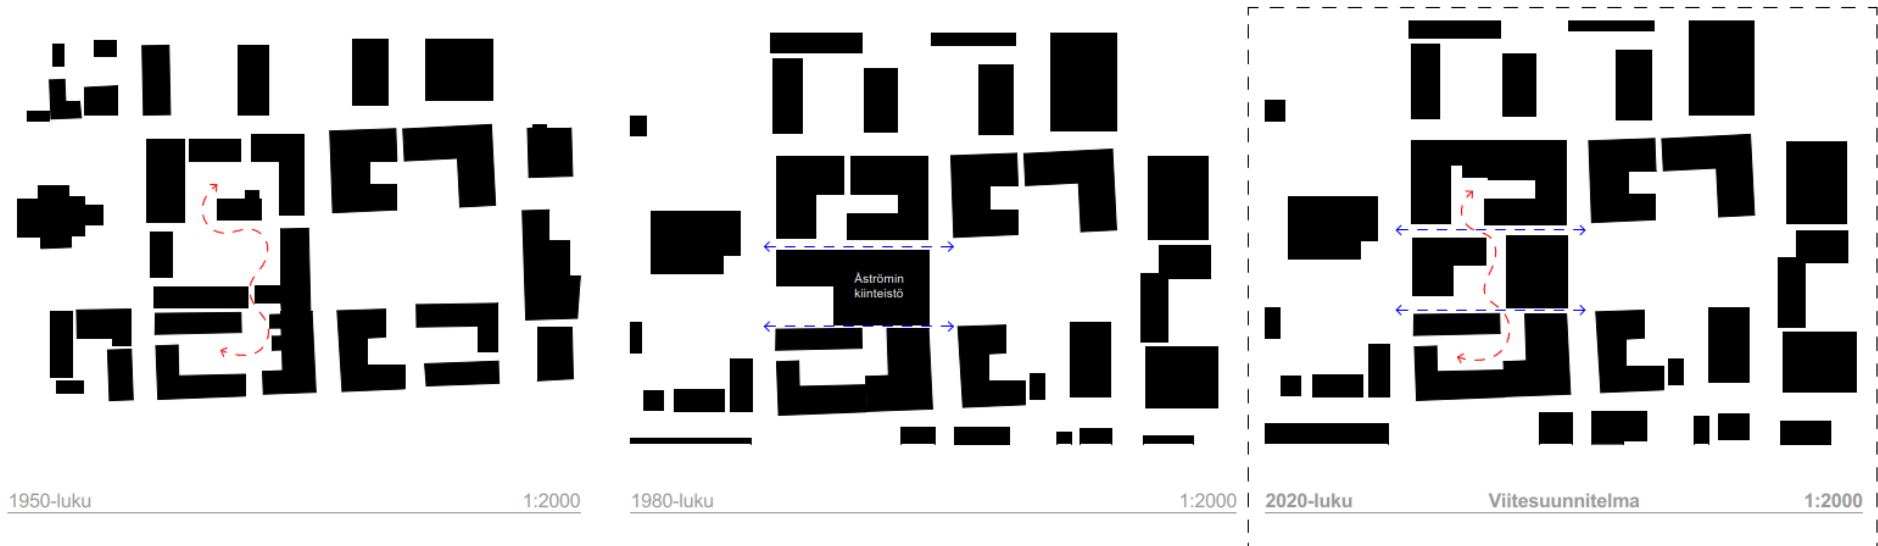 Åströmin
kiinteistö
1950-luku 1:2000
1980-luku 1:2000
2020-luku Viitesuunnitelma 1:2000